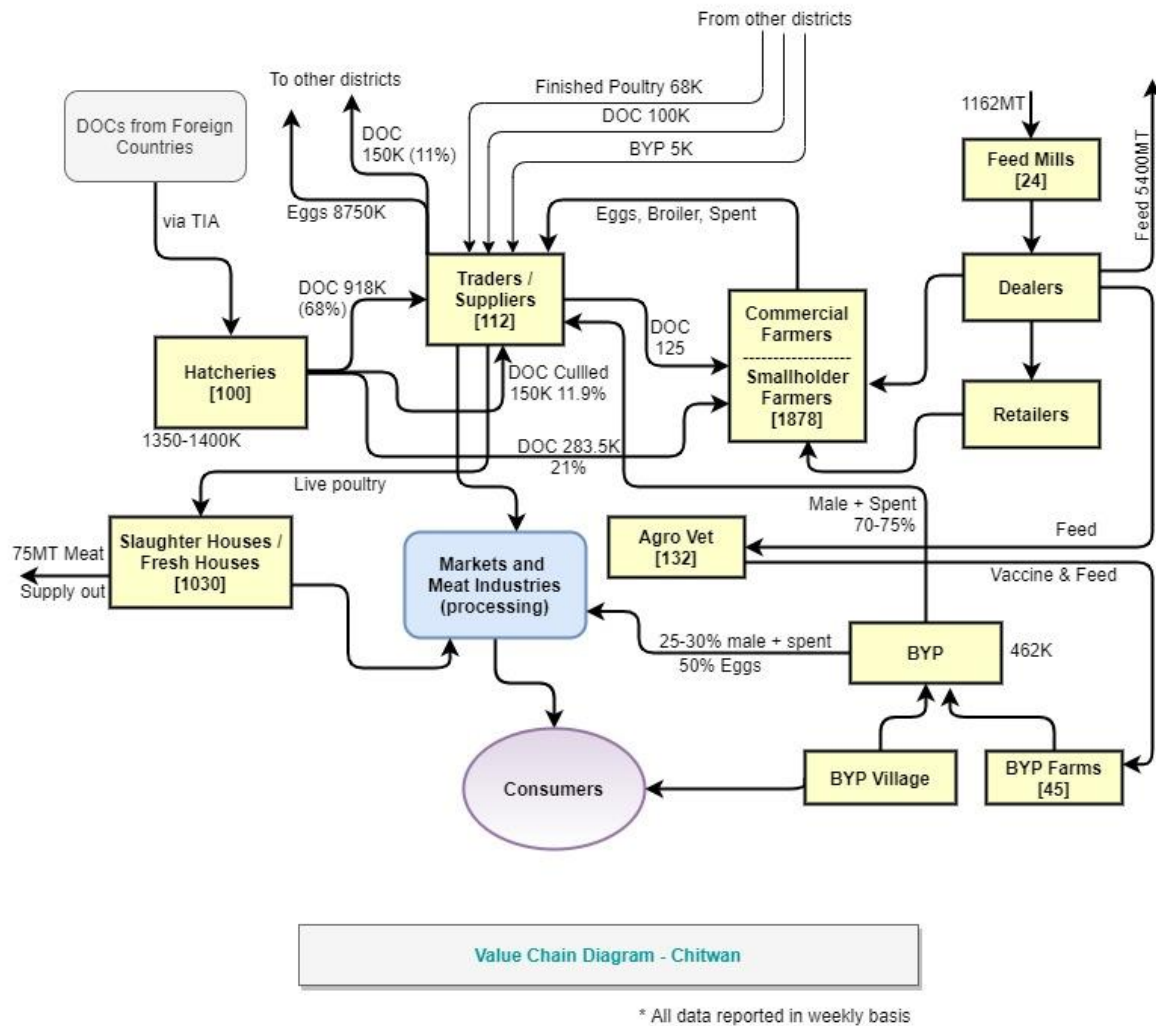 From other districts
To other districts
Finished Poultry 68K
DOCs from Foreign
Countries
DOC
150K (11%)
DOC 100K
BYP 5K
1162MT
Feed Mills
[24]
Feed 5400MT
via TIA
Eggs 8750K
Eggs, Broiler, Spent
DOC 918K
(68%)
Traders /
Suppliers
[112]
Dealers
Commercial
Farmers
Smallholder
Farmers
[1878]
DOC
125
Hatcheries
[100]
1350-1400K
DOC Cullled
150K 11.9%
Retailers
DOC 283.5K
21%
Live poultry
Male + Spent
70-75%
75MT Meat
Supply out
Slaughter Houses /
Fresh Houses
[1030]
Markets and
Meat Industries
(processing)
Agro Vet
[132]
Feed
Vaccine & Feed
25-30% male + spent
50% Eggs
BYP
462K
BYP Village
BYP Farms
[45]
Consumers
Value Chain Diagram - Chitwan
* All data reported in weekly basis